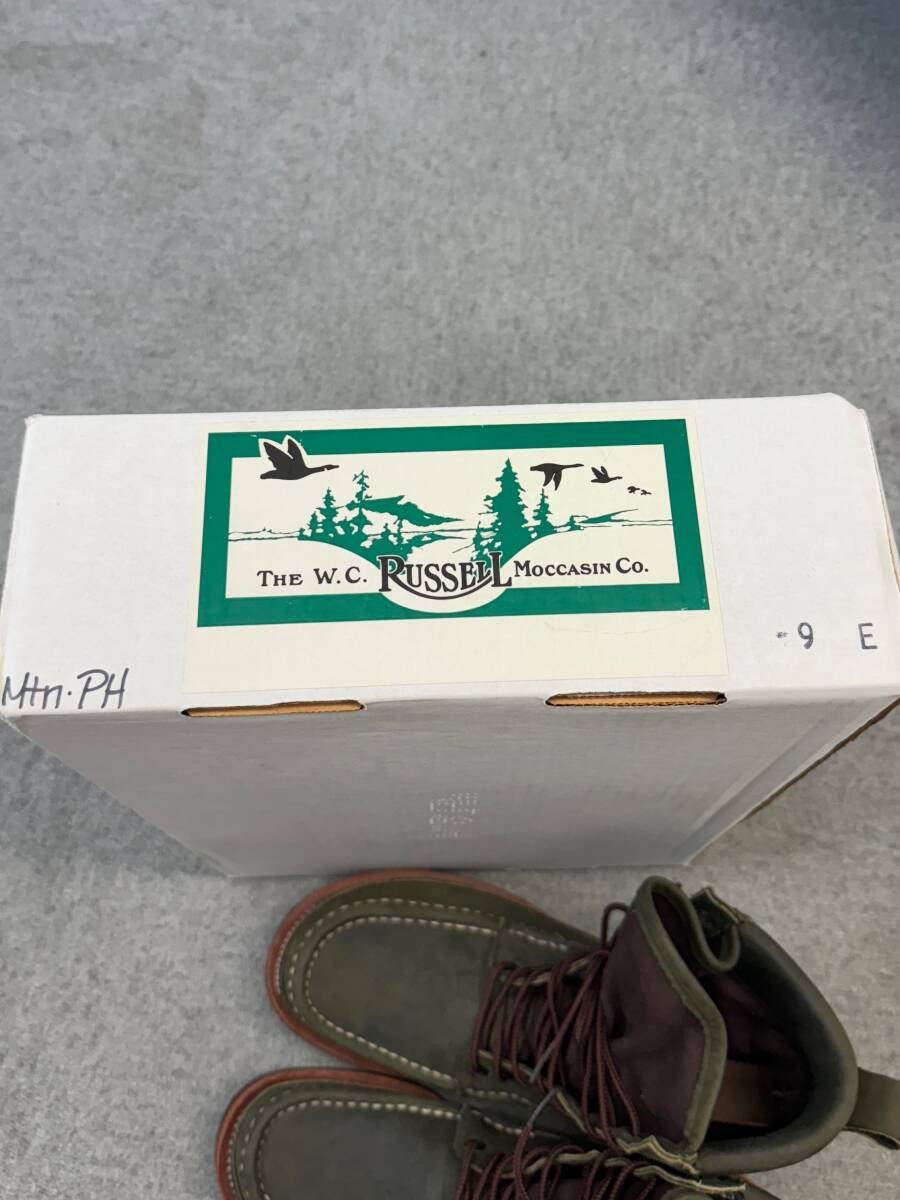 THE W.C. RUSSELL MOCCASIN CO.
Mtn. PH
9 E